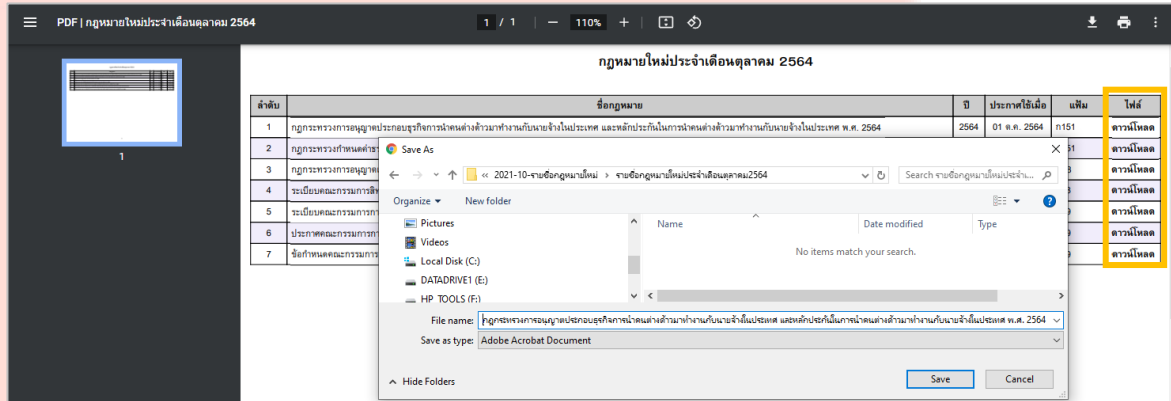 PDF | กฎหมายใหม่ประจำเดือนตุลาคม 2564
1 / 1
110%
กฎหมายใหม่ประจำเดือนตุลาคม 2564
ลำดับ ชื่อกฎหมาย ปี ประกาศใช้เมื่อ แฟ้ม ไฟล์
1 กฎกระทรวงการอนุญาตประกอบธุรกิจการนำคนต่างด้าวมาทำงานกับนายจ้างในประเทศ และหลักประกันในการนำคนต่างด้าวมาทำงานกับนายจ้างในประเทศ พ.ศ. 2564 2564 01 ต.ค. 2564 ก151 ดาวน์โหลด
2 กฎกระทรวงกำหนดค่าธ ดาวน์โหลด
3 กฎกระทรวงการอนุญาต ดาวน์โหลด
4 ระเบียบคณะกรรมการสิท ดาวน์โหลด
5 ระเบียบคณะกรรมการกา ดาวน์โหลด
6 ประกาศคณะกรรมการกา ดาวน์โหลด
7 ข้อกำหนดคณะกรรมการ ดาวน์โหลด
1
Save As
« 2021-10-รายชื่อกฎหมายใหม่ › รายชื่อกฎหมายใหม่ประจำเดือนตุลาคม2564
Search รายชื่อกฎหมายใหม่ประจำเ...
Organize New folder
Pictures
Videos
Local Disk (C:)
DATADRIVE1 (E:)
HP_TOOLS (F:)
Name Date modified Type
No items match your search.
File name: กฎกระทรวงการอนุญาตประกอบธุรกิจการนำคนต่างด้าวมาทำงานกับนายจ้างในประเทศ และหลักประกันในการนำคนต่างด้าวมาทำงานกับนายจ้างในประเทศ พ.ศ. 2564
Save as type: Adobe Acrobat Document
Hide Folders
Save Cancel